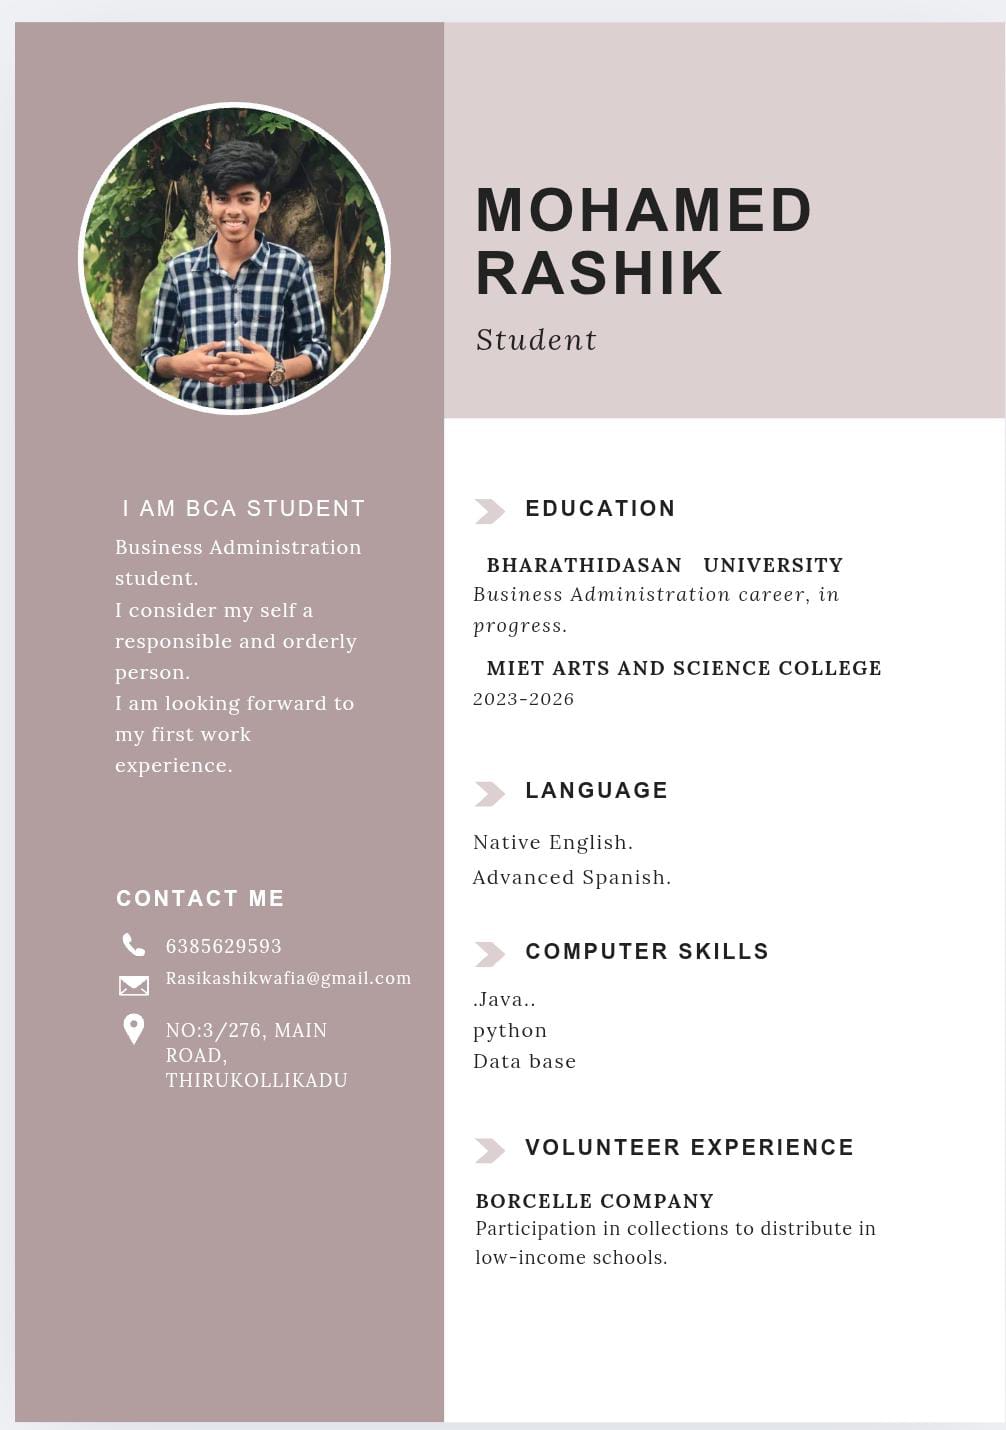 MOHAMED
RASHIK
Student
I AM BCA STUDENT
Business Administration
student.
I consider my self a
responsible and orderly
person.
I am looking forward to
my first work
experience.
CONTACT ME
6385629593
Rasikashikwafia@gmail.com
NO:3/276, MAIN
ROAD,
THIRUKOLLIKADU
EDUCATION
BHARATHIDASAN UNIVERSITY
Business Administration career, in
progress.
MIET ARTS AND SCIENCE COLLEGE
2023-2026
LANGUAGE
Native English.
Advanced Spanish.
COMPUTER SKILLS
.Java..
python
Data base
VOLUNTEER EXPERIENCE
BORCELLE COMPANY
Participation in collections to distribute in
low-income schools.